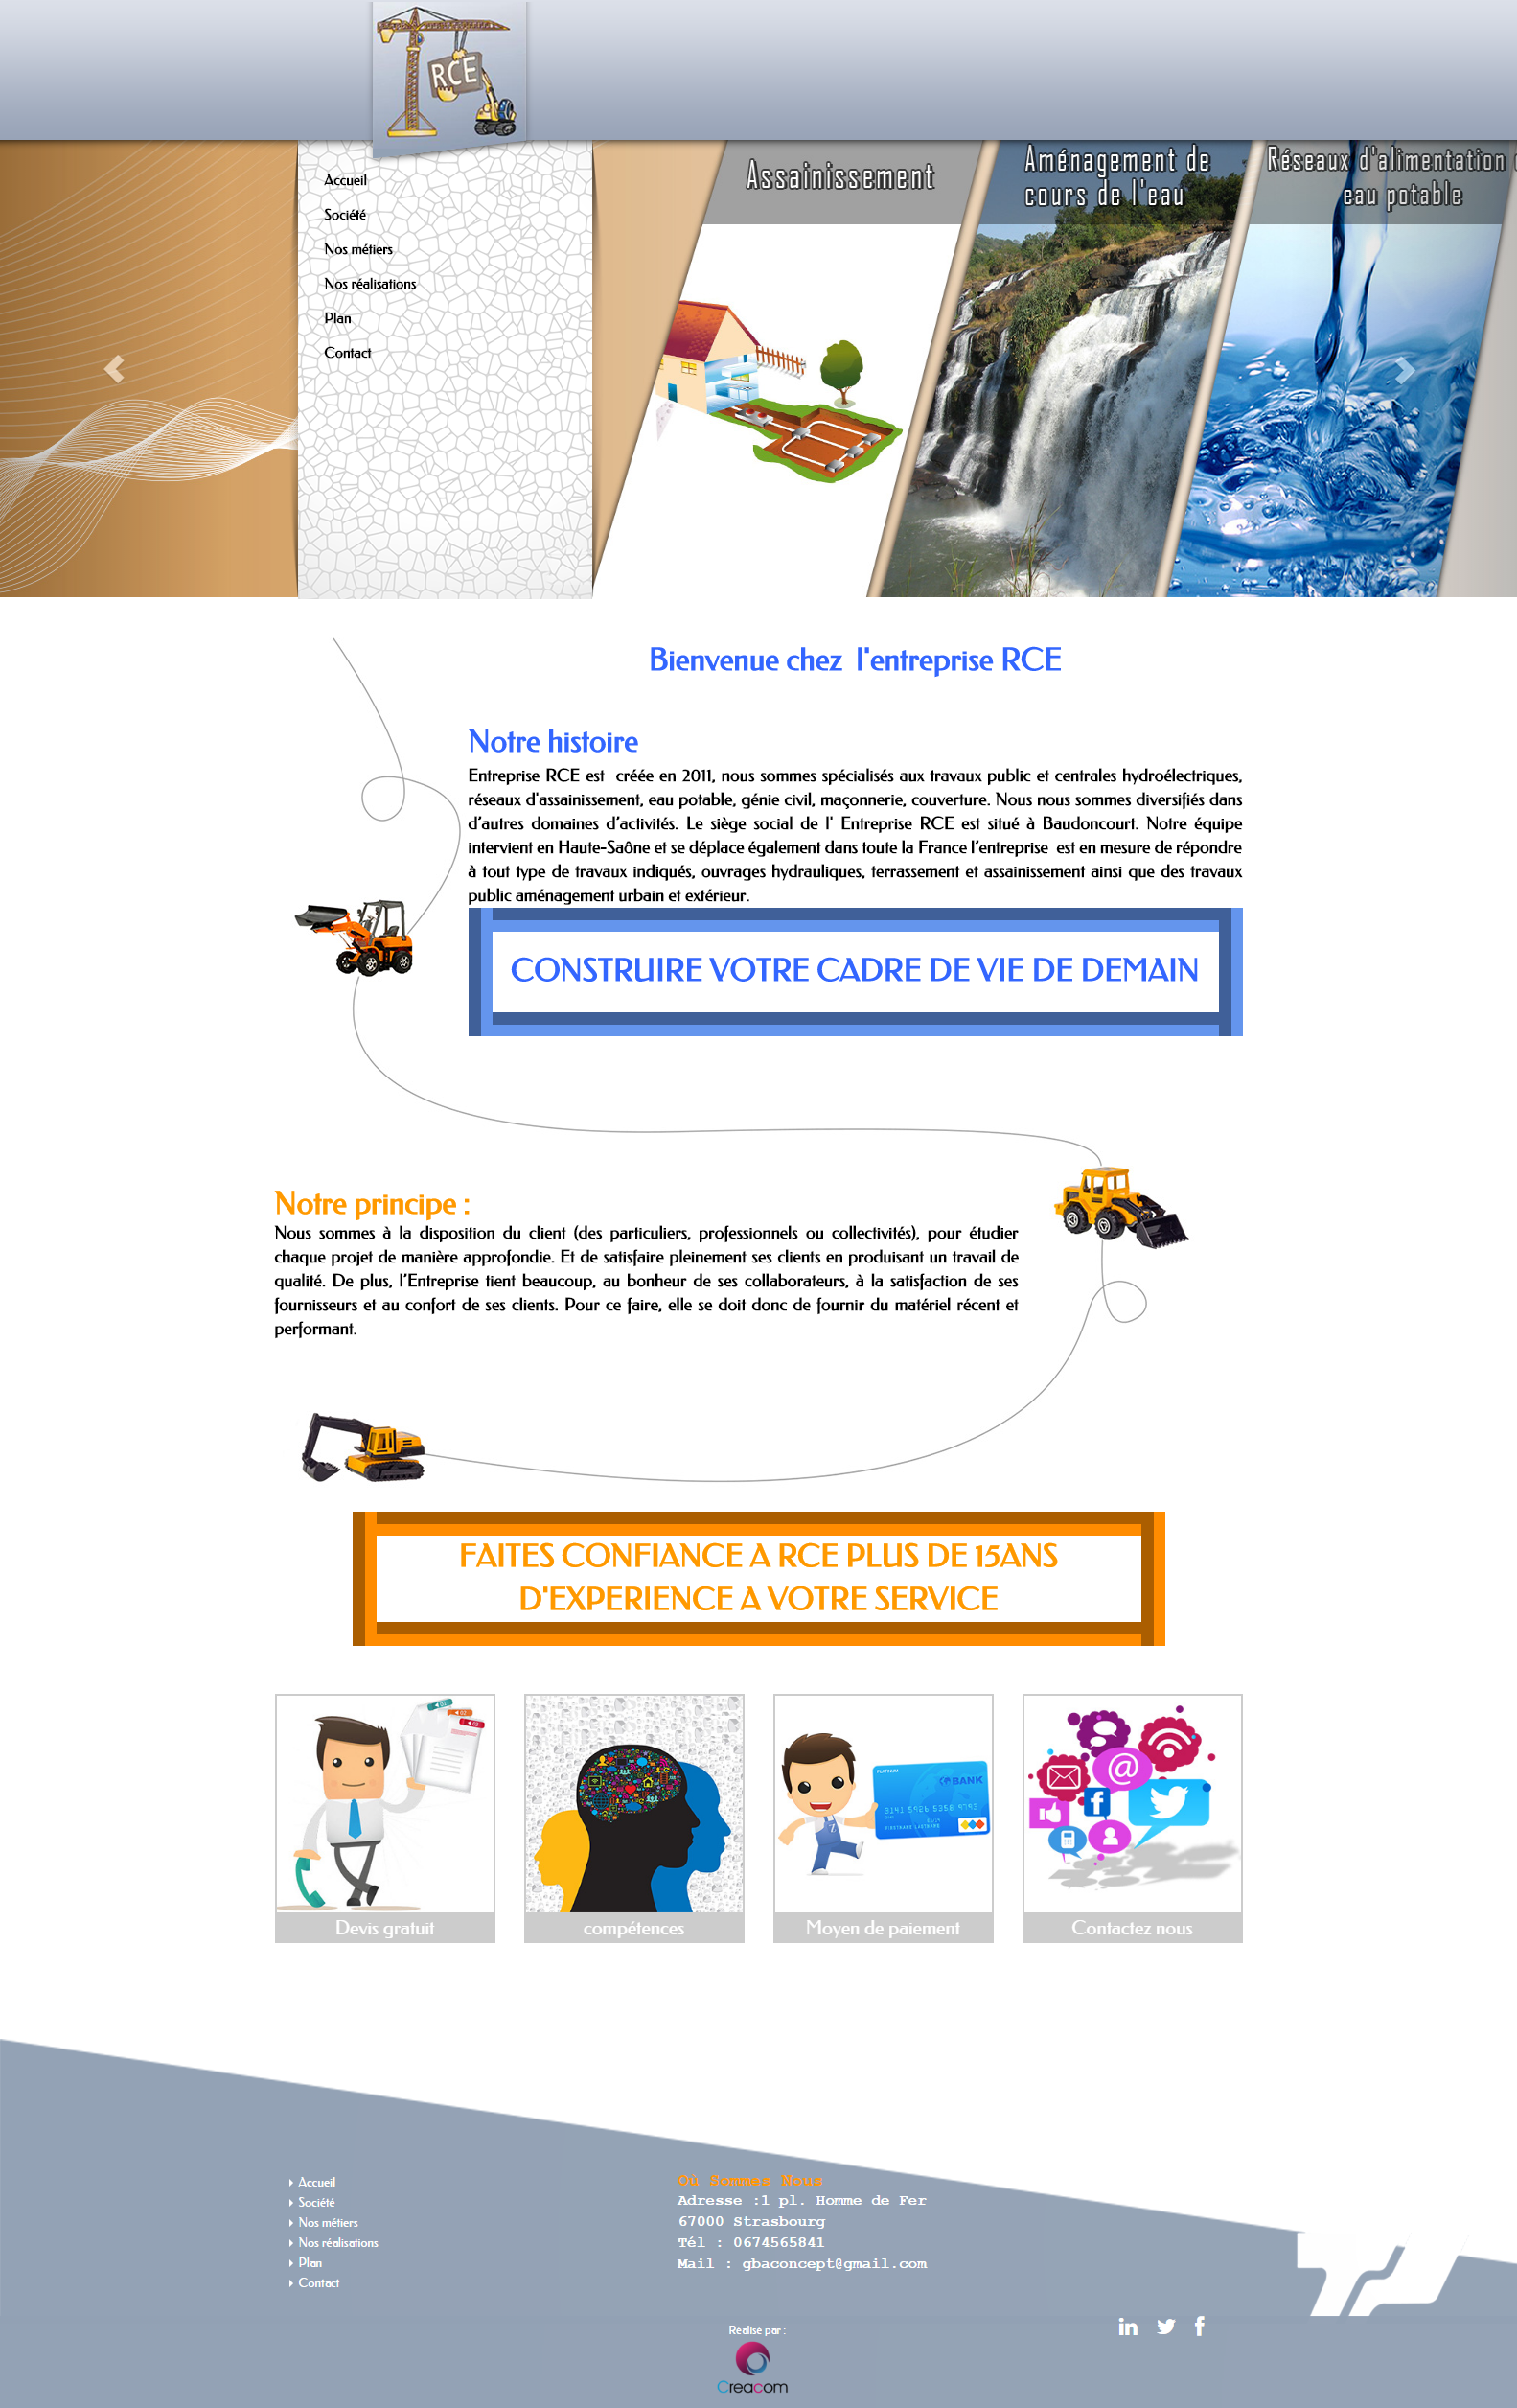 RCE
Accueil
Société
Nos métiers
Nos réalisations
Plan
Contact
Assainissement
Aménagement de
cours de l'eau
Réseaux d'alimentation
eau potable
Bienvenue chez l'entreprise RCE
Notre histoire
Entreprise RCE est créée en 2011, nous sommes spécialisés aux travaux public et centrales hydroélectriques,
réseaux d'assainissement, eau potable, génie civil, maçonnerie, couverture. Nous nous sommes diversifiés dans
d’autres domaines d’activités. Le siège social de l' Entreprise RCE est situé à Baudoncourt. Notre équipe
intervient en Haute-Saône et se déplace également dans toute la France l’entreprise est en mesure de répondre
à tout type de travaux indiqués, ouvrages hydrauliques, terrassement et assainissement ainsi que des travaux
public aménagement urbain et extérieur.
CONSTRUIRE VOTRE CADRE DE VIE DE DEMAIN
Notre principe :
Nous sommes à la disposition du client (des particuliers, professionnels ou collectivités), pour étudier
chaque projet de manière approfondie. Et de satisfaire pleinement ses clients en produisant un travail de
qualité. De plus, l’Entreprise tient beaucoup, au bonheur de ses collaborateurs, à la satisfaction de ses
fournisseurs et au confort de ses clients. Pour ce faire, elle se doit donc de fournir du matériel récent et
performant.
FAITES CONFIANCE A RCE PLUS DE 15ANS
D'EXPERIENCE A VOTRE SERVICE
PLATINUM
BANK
Devis gratuit
compétences
Moyen de paiement
Contactez nous
Accueil
Société
Nos métiers
Nos réalisations
Plan
Contact
Où Sommes Nous
Adresse :1 pl. Homme de Fer
67000 Strasbourg
Tél : 0674565841
Mail : gbaconcept@gmail.com
Réalisé par :
Creacom